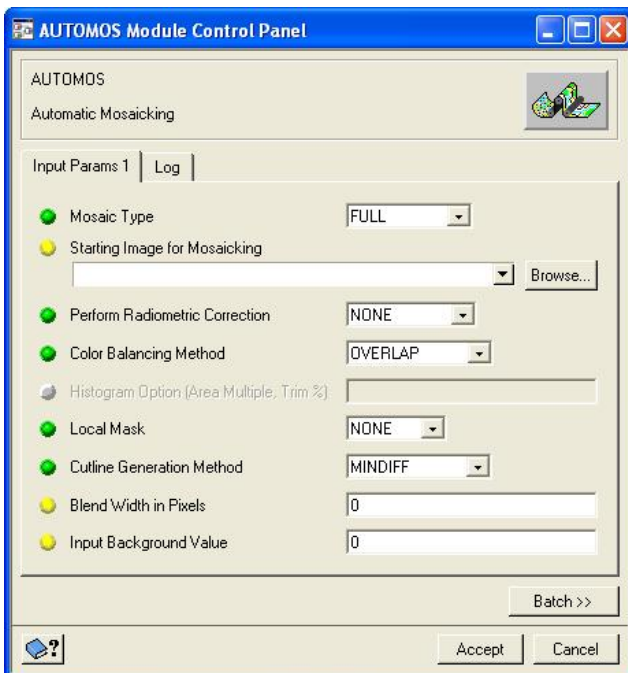 AUTOMOS Module Control Panel
AUTOMOS
Automatic Mosaicking
Input Params 1 Log
Mosaic Type FULL
Starting Image for Mosaicking
Browse...
Perform Radiometric Correction NONE
Color Balancing Method OVERLAP
Histogram Option (Area Multiple, Trim %)
Local Mask NONE
Cutline Generation Method MINDIFF
Blend Width in Pixels 0
Input Background Value 0
Batch >>
? Accept Cancel